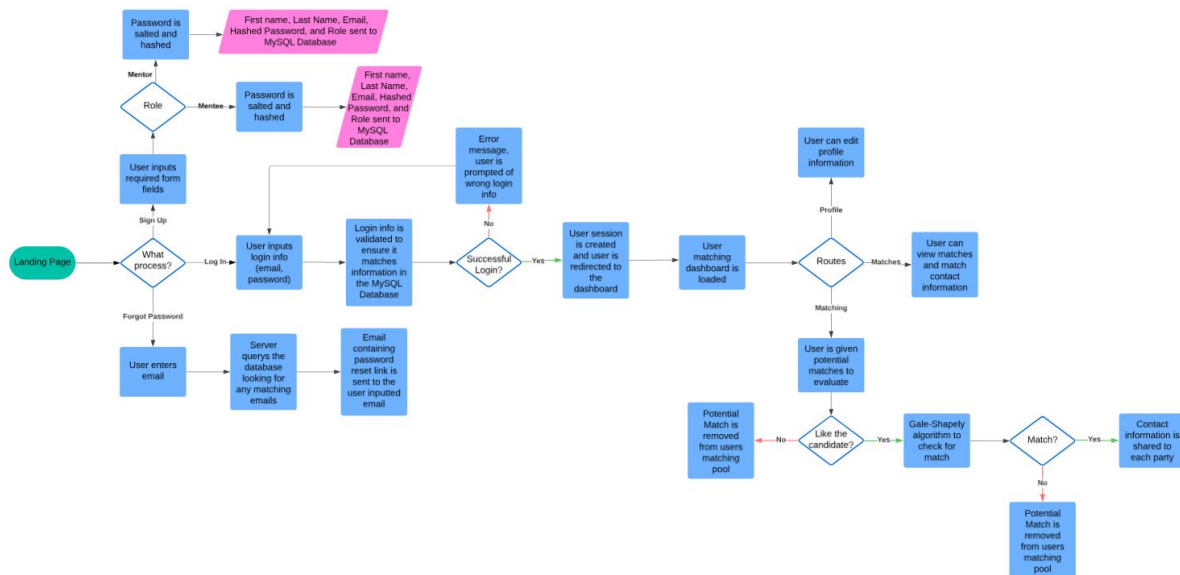 Password is
salted and
hashed
First name, Last Name, Email,
Hashed Password, and Role sent to
MySQL Database
Mentor
Role
Mentee
Password is
salted and
hashed
First name,
Last Name,
Email, Hashed
Password, and
Role sent to
MySQL
Database
User inputs
required form
fields
Sign Up
Landing Page
What
process?
Log In
User inputs
login info
(email,
password)
Login info is
validated to
ensure it
matches
information in
the MySQL
Database
Error
message,
user is
prompted of
wrong login
info
No
Successful
Login?
Yes
User session
is created
and user is
redirected to
the
dashboard
User
matching
dashboard is
loaded
User can edit
profile
information
Profile
Routes
Matches
User can
view matches
and match
contact
information
Matching
Forgot Password
User enters
email
Server
querys the
database
looking for
any matching
emails
Email
containing
password
reset link is
sent to the
user inputted
email
User is given
potential
matches to
evaluate
Potential
Match is
removed
from users
matching
pool
No
Like the
candidate?
Yes
Gale-Shapely
algorithm to
check for
match
Match?
Yes
Contact
information is
shared to
each party
No
Potential
Match is
removed
from users
matching
pool